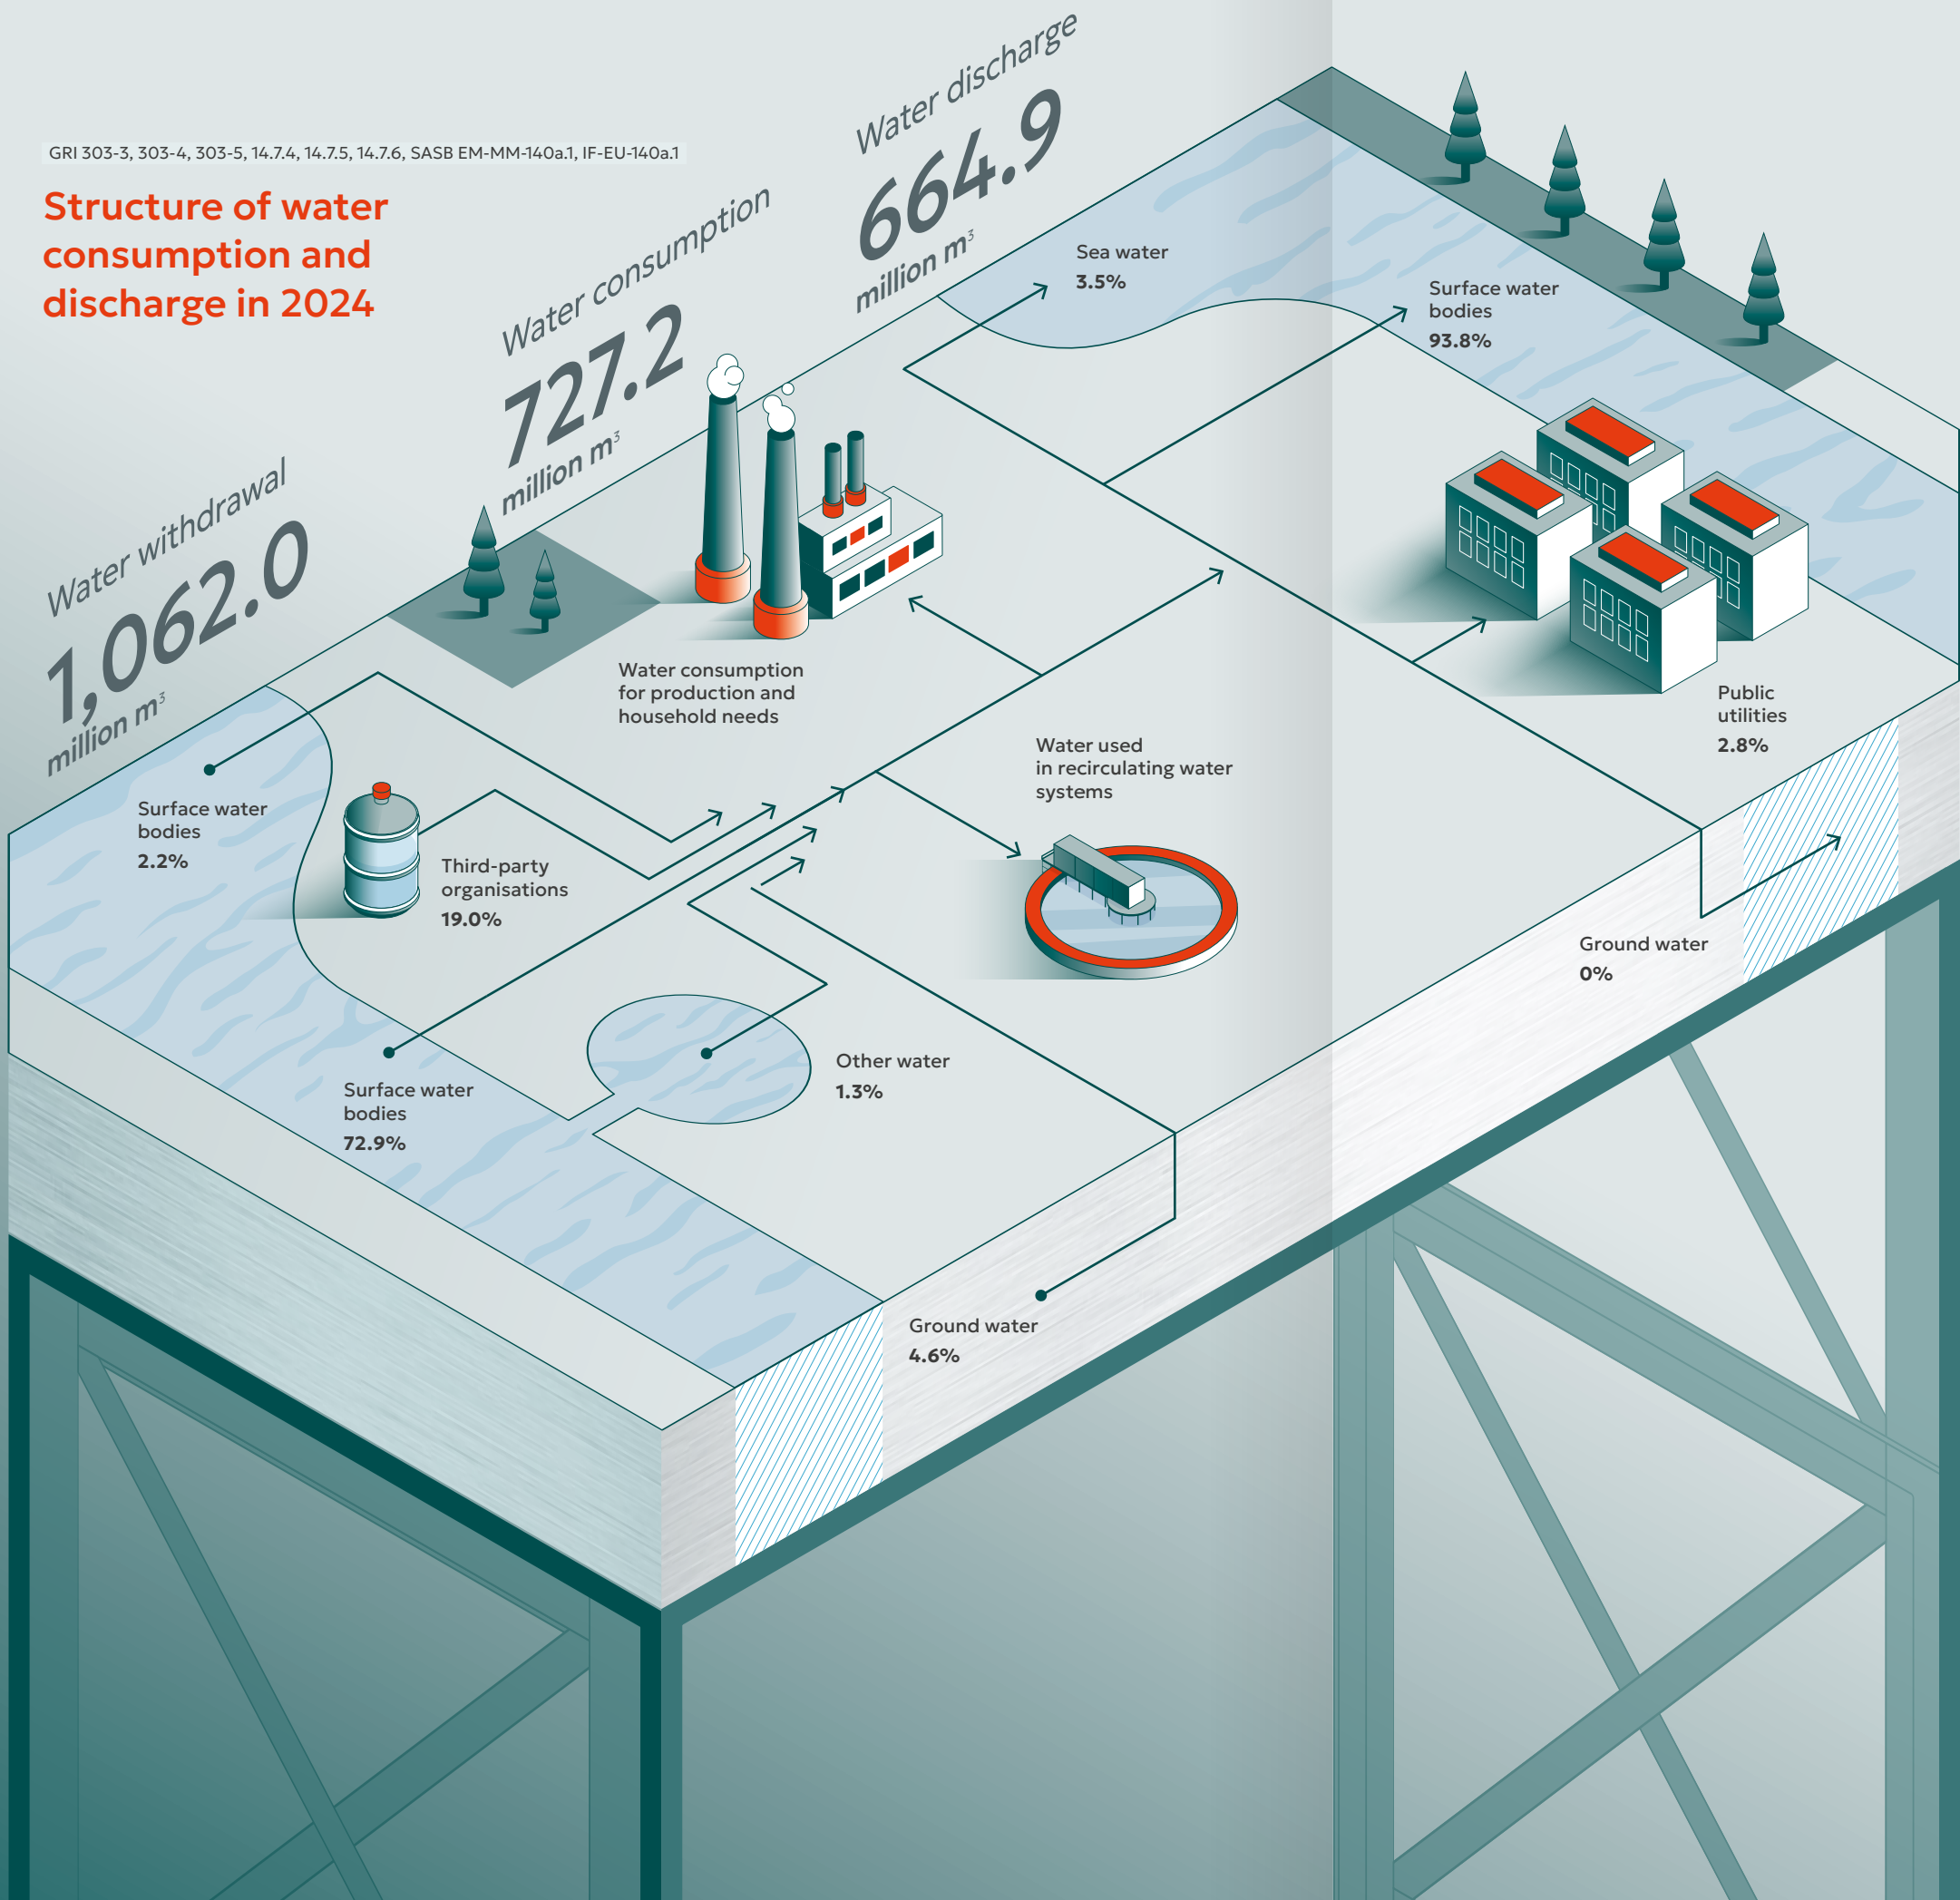 GRI 303-3, 303-4, 303-5, 14.7.4, 14.7.5, 14.7.6, SASB EM-MM-140a.1, IF-EU-140a.1
Structure of water
consumption and
discharge in 2024
Water withdrawal
1,062.0
million m³
Water consumption
727.2
million m³
Water discharge
664.9
million m³
Sea water
3.5%
Surface water
bodies
93.8%
Water consumption
for production and
household needs
Public
utilities
2.8%
Water used
in recirculating water
systems
Surface water
bodies
2.2%
Third-party
organisations
19.0%
Ground water
0%
Surface water
bodies
72.9%
Other water
1.3%
Ground water
4.6%